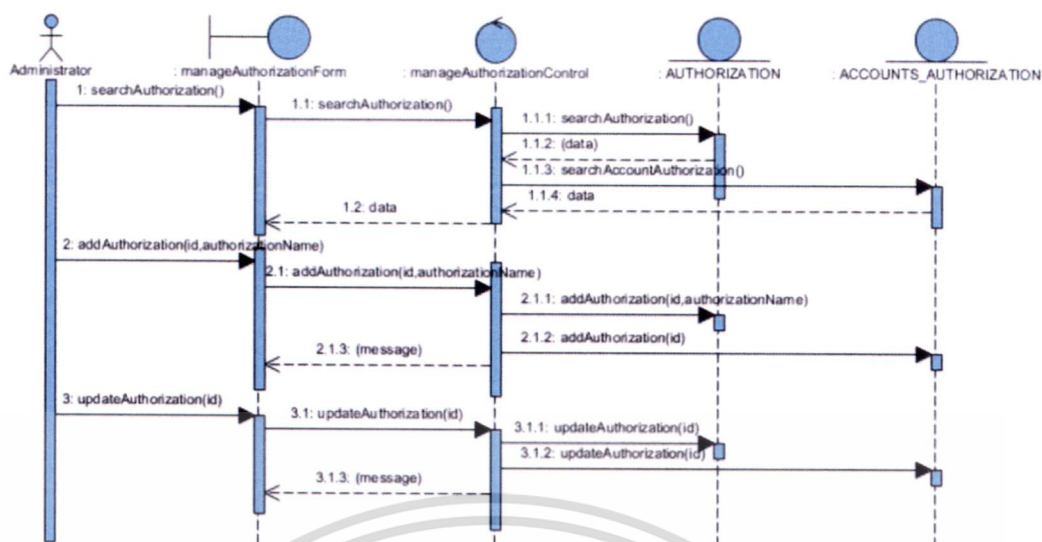 Administrator
: manageAuthorizationForm
: manageAuthorizationControl
: AUTHORIZATION
: ACCOUNTS_AUTHORIZATION
1: searchAuthorization()
1.1: searchAuthorization()
1.1.1: searchAuthorization()
1.1.2: (data)
1.1.3: searchAccountAuthorization()
1.1.4: data
1.2: data
2: addAuthorization(id,authorizationName)
2.1: addAuthorization(id,authorizationName)
2.1.1: addAuthorization(id,authorizationName)
2.1.2: addAuthorization(id)
2.1.3: (message)
3: updateAuthorization(id)
3.1: updateAuthorization(id)
3.1.1: updateAuthorization(id)
3.1.2: updateAuthorization(id)
3.1.3: (message)